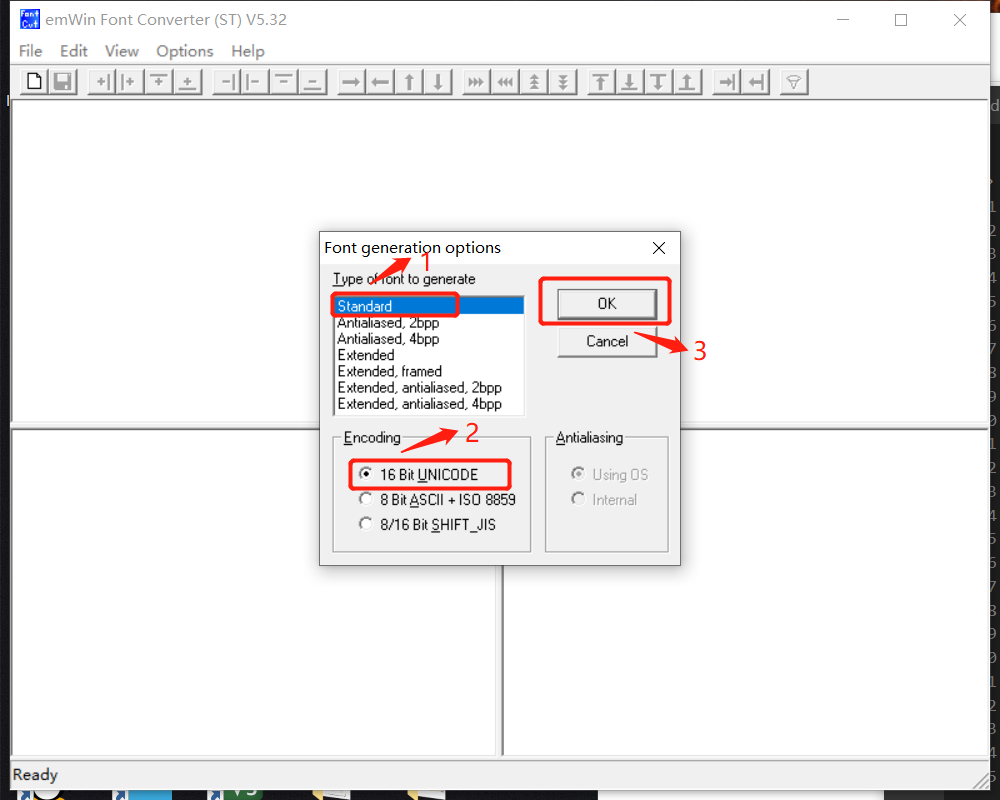 emWin Font Converter (ST) V5.32
File Edit View Options Help
Font generation options
1
Type of font to generate
Standard
OK
Antialiased, 2bpp
Antialiased, 4bpp
Cancel
3
Extended
Extended, framed
Extended, antialiased, 2bpp
Extended, antialiased, 4bpp
2
Encoding
Antialiasing
16 Bit UNICODE
Using OS
8 Bit ASCII + ISO 8859
Internal
8/16 Bit SHIFT_JIS
Ready